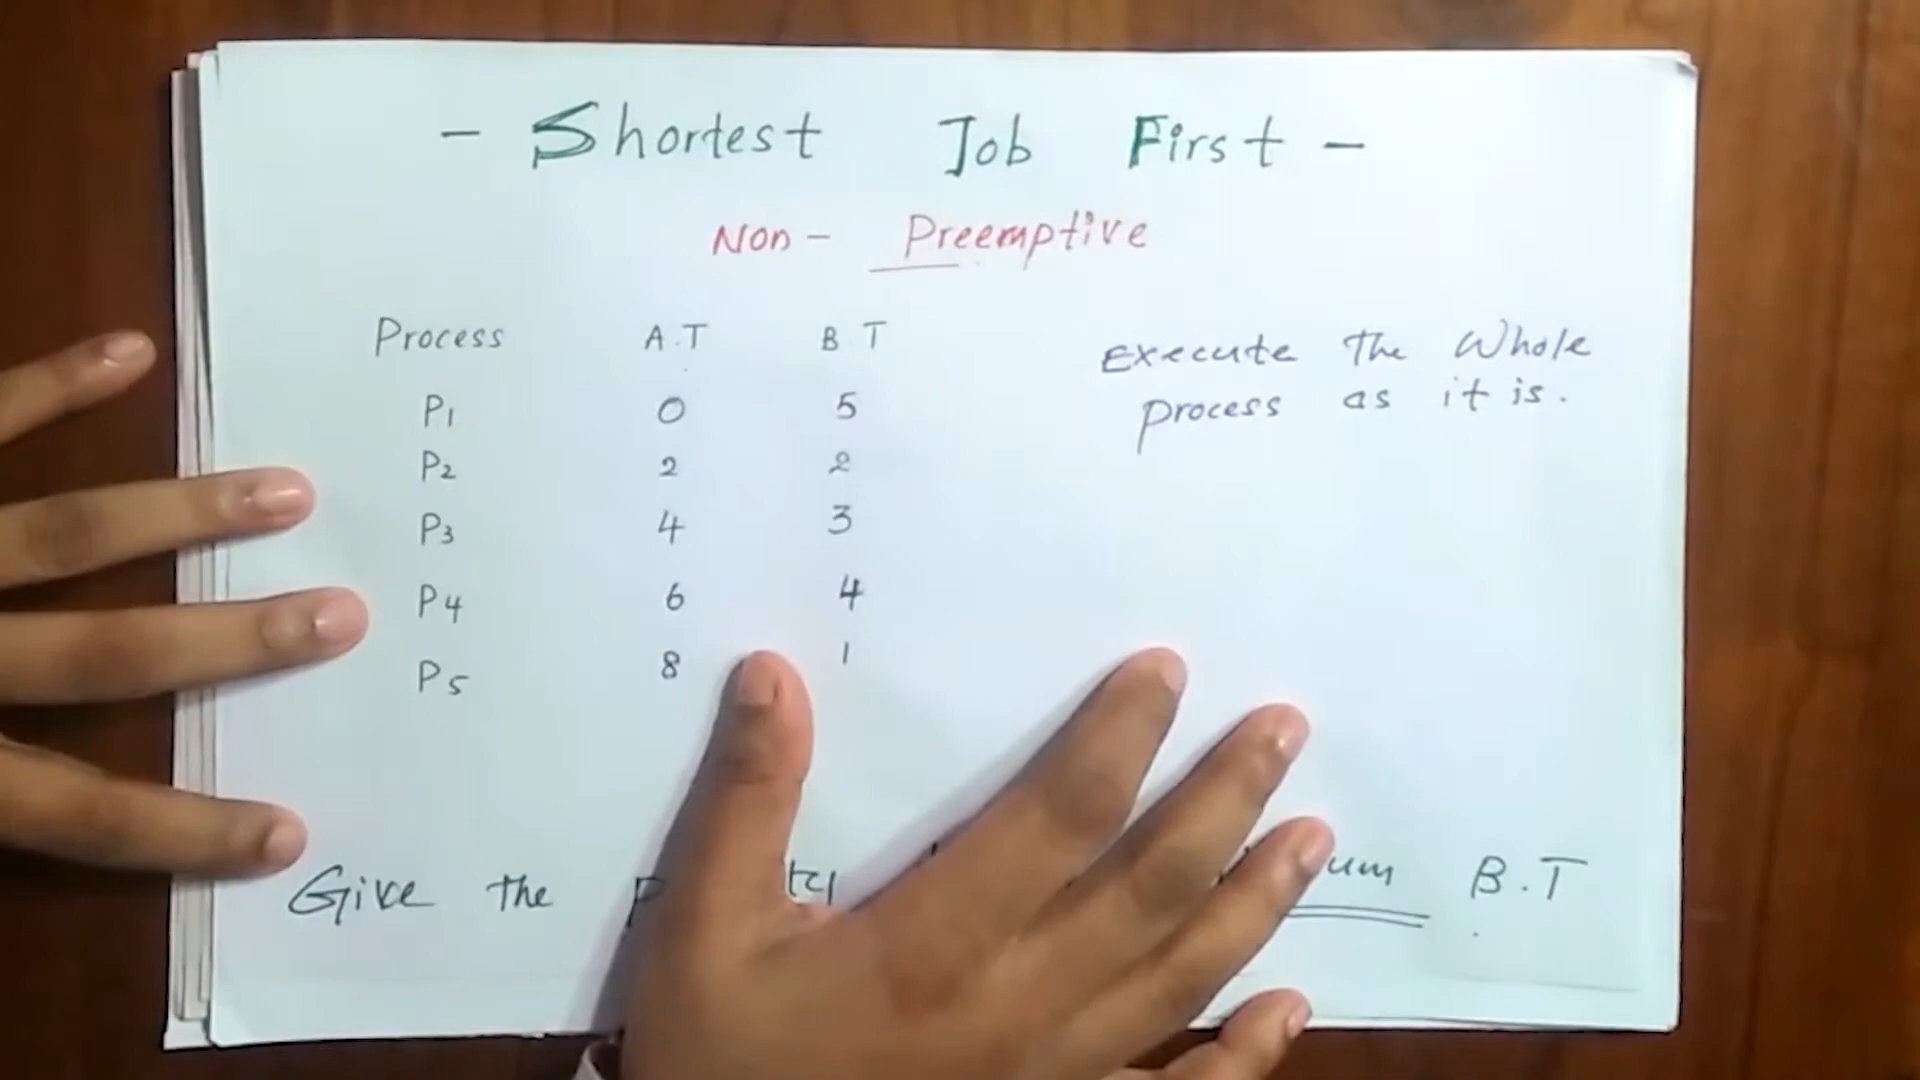 - Shortest Job First -
Non- Preemptive
Process A.T B.T
P1 0 5
P2 2 2
P3 4 3
P4 6 4
P5 8 1
Execute The Whole
process as it is.
Give the B.T